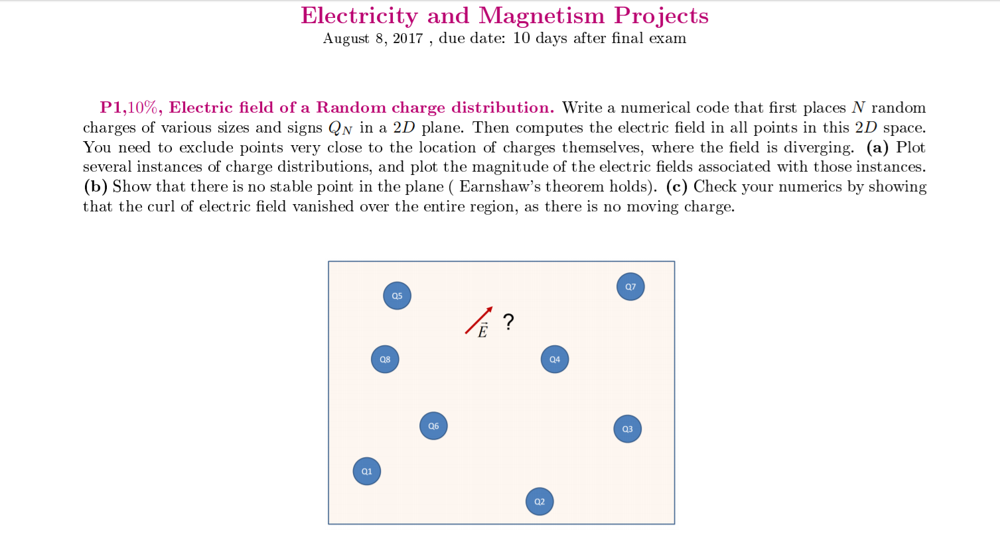 Electricity and Magnetism Projects
August 8, 2017 , due date: 10 days after final exam
P1,10%, Electric field of a Random charge distribution. Write a numerical code that first places N random
charges of various sizes and signs Q_N in a 2D plane. Then computes the electric field in all points in this 2D space.
You need to exclude points very close to the location of charges themselves, where the field is diverging. (a) Plot
several instances of charge distributions, and plot the magnitude of the electric fields associated with those instances.
(b) Show that there is no stable point in the plane ( Earnshaw's theorem holds). (c) Check your numerics by showing
that the curl of electric field vanished over the entire region, as there is no moving charge.
Q7
Q5
E⃗ ?
Q8
Q4
Q6
Q3
Q1
Q2